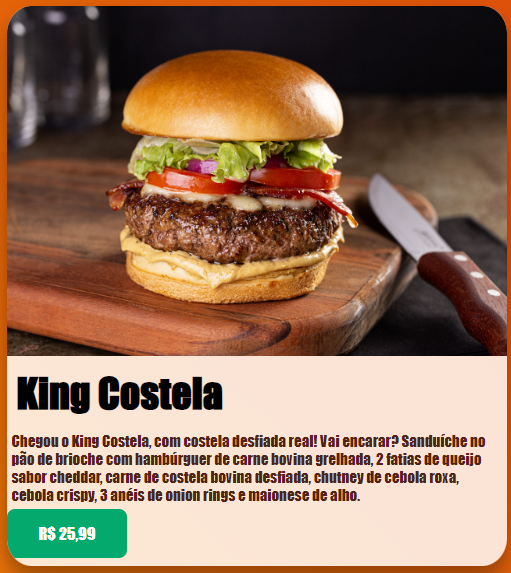 King Costela
Chegou o King Costela, com costela desfiada real! Vai encarar? Sanduíche no
pão de brioche com hambúrguer de carne bovina grelhada, 2 fatias de queijo
sabor cheddar, carne de costela bovina desfiada, chutney de cebola roxa,
cebola crispy, 3 anéis de onion rings e maionese de alho.
R$ 25,99